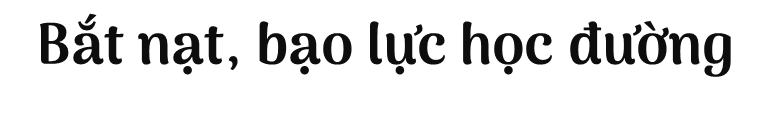 Bắt nạt, bạo lực học đường